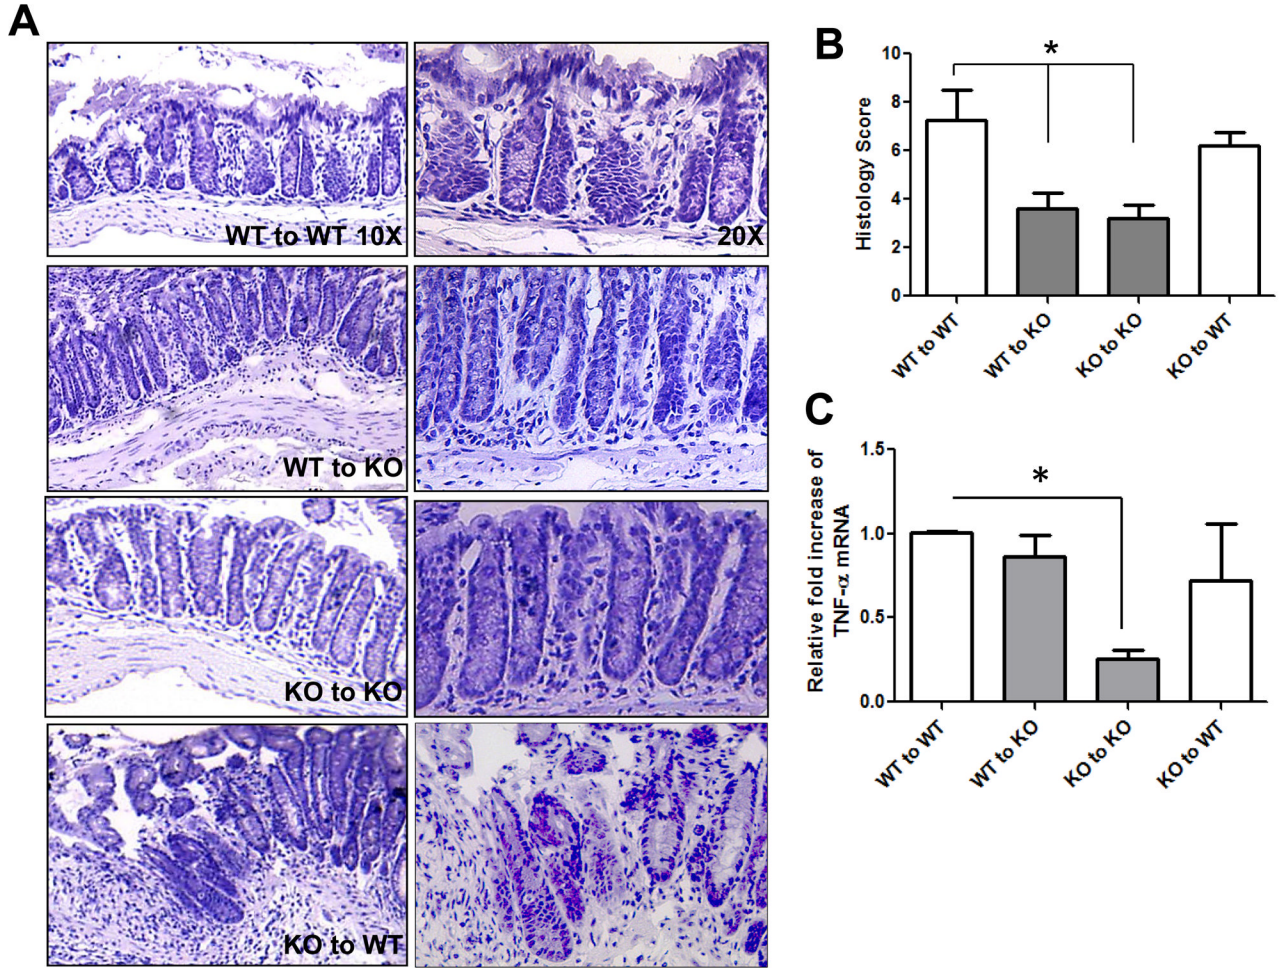 A
WT to WT 10X
20X
WT to KO
KO to KO
KO to WT
B
*
Histology Score
10
8
6
4
2
0
WT to WT
WT to KO
KO to KO
KO to WT
C
*
Relative fold increase of
TNF-α mRNA
1.5
1.0
0.5
0.0
WT to WT
WT to KO
KO to KO
KO to WT